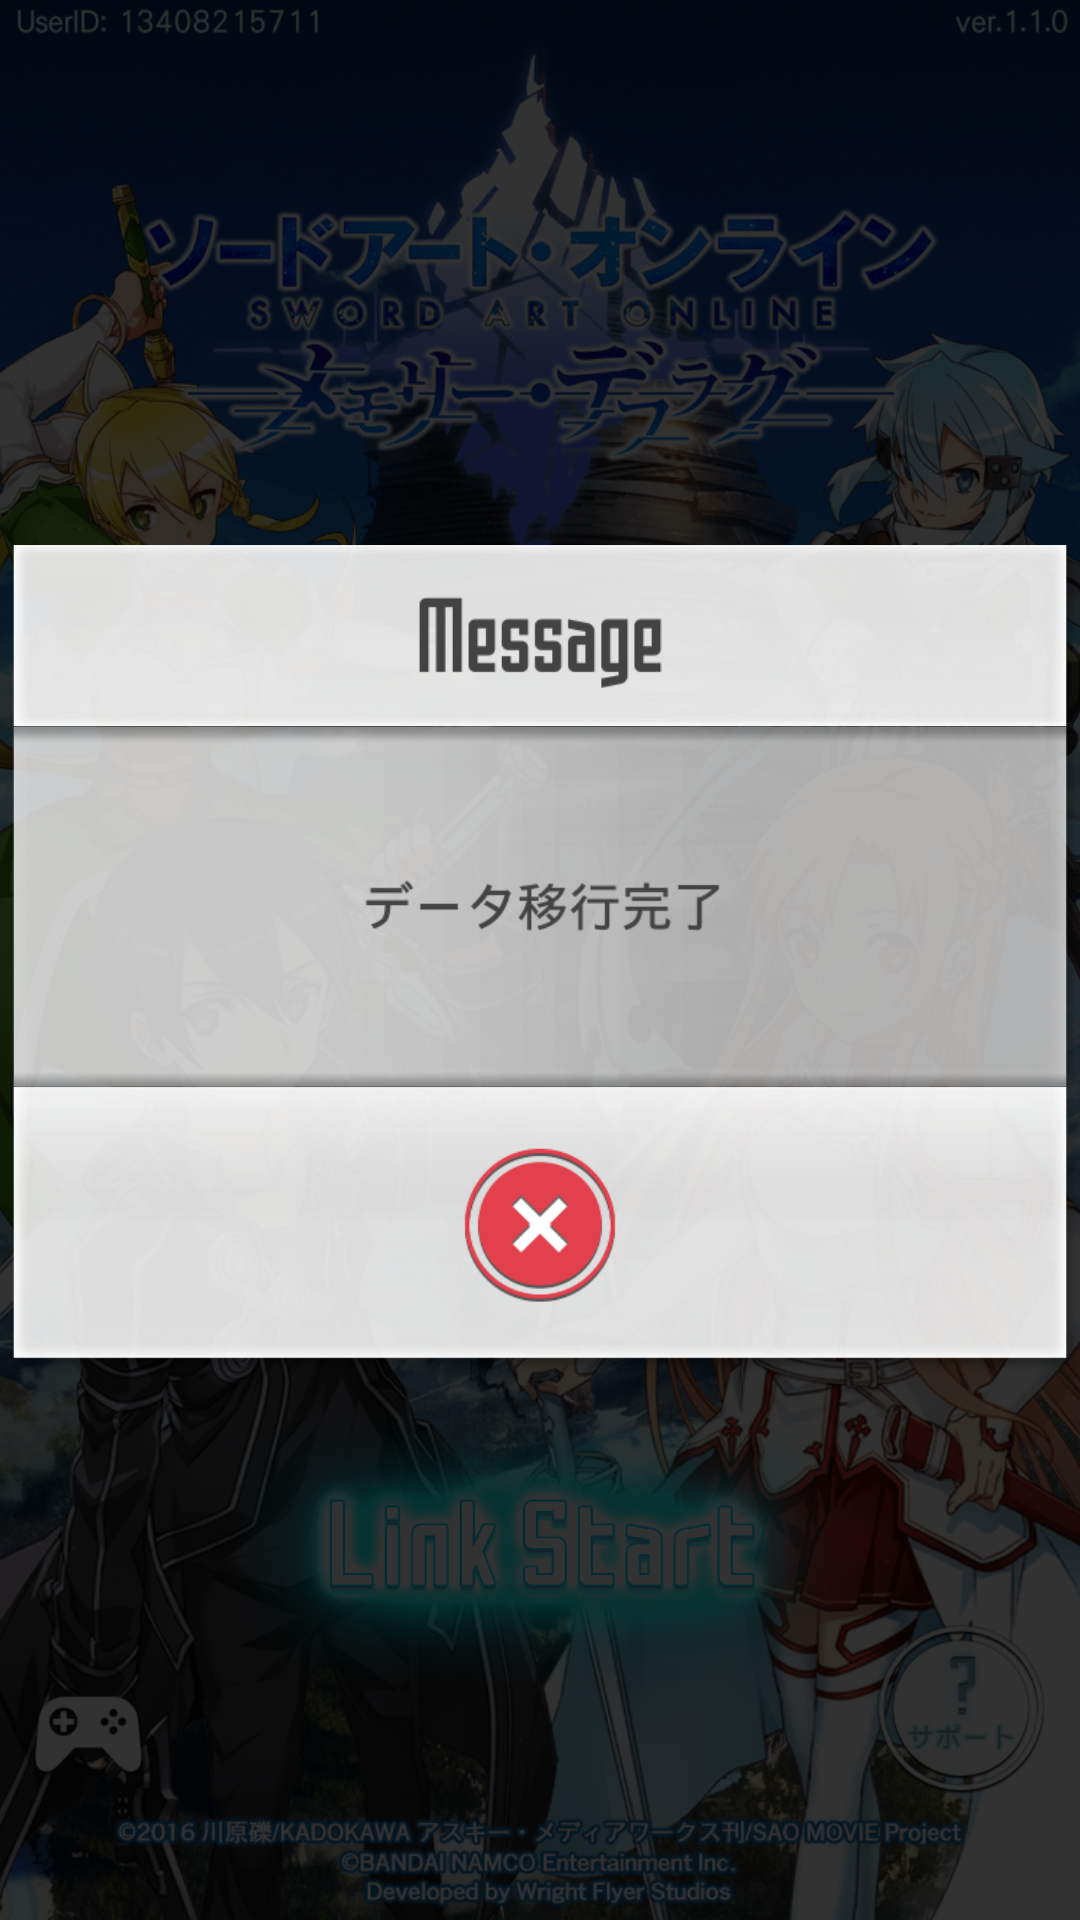 UserID: 13408215711
ver.1.1.0
ソードアート・オンライン
SWORD ART ONLINE
メモリー・デフラグ
Message
データ移行完了
Link Start
?
サポート
©2016 川原礫/KADOKAWA アスキー・メディアワークス刊/SAO MOVIE Project
©BANDAI NAMCO Entertainment Inc.
Developed by Wright Flyer Studios